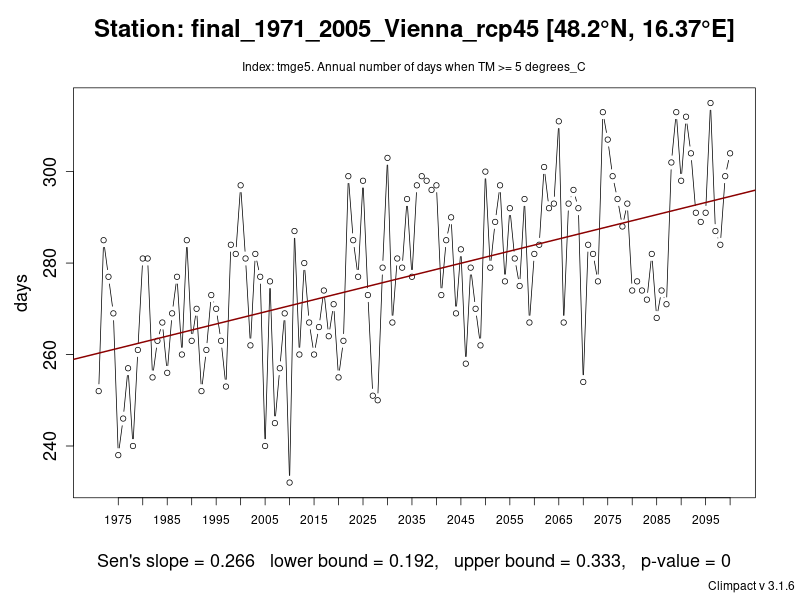 Station: final_1971_2005_Vienna_rcp45 [48.2°N, 16.37°E]
Index: tmge5. Annual number of days when TM >= 5 degrees_C
days
300
280
260
240
1975 1985 1995 2005 2015 2025 2035 2045 2055 2065 2075 2085 2095
Sen's slope = 0.266 lower bound = 0.192, upper bound = 0.333, p-value = 0
Climpact v 3.1.6